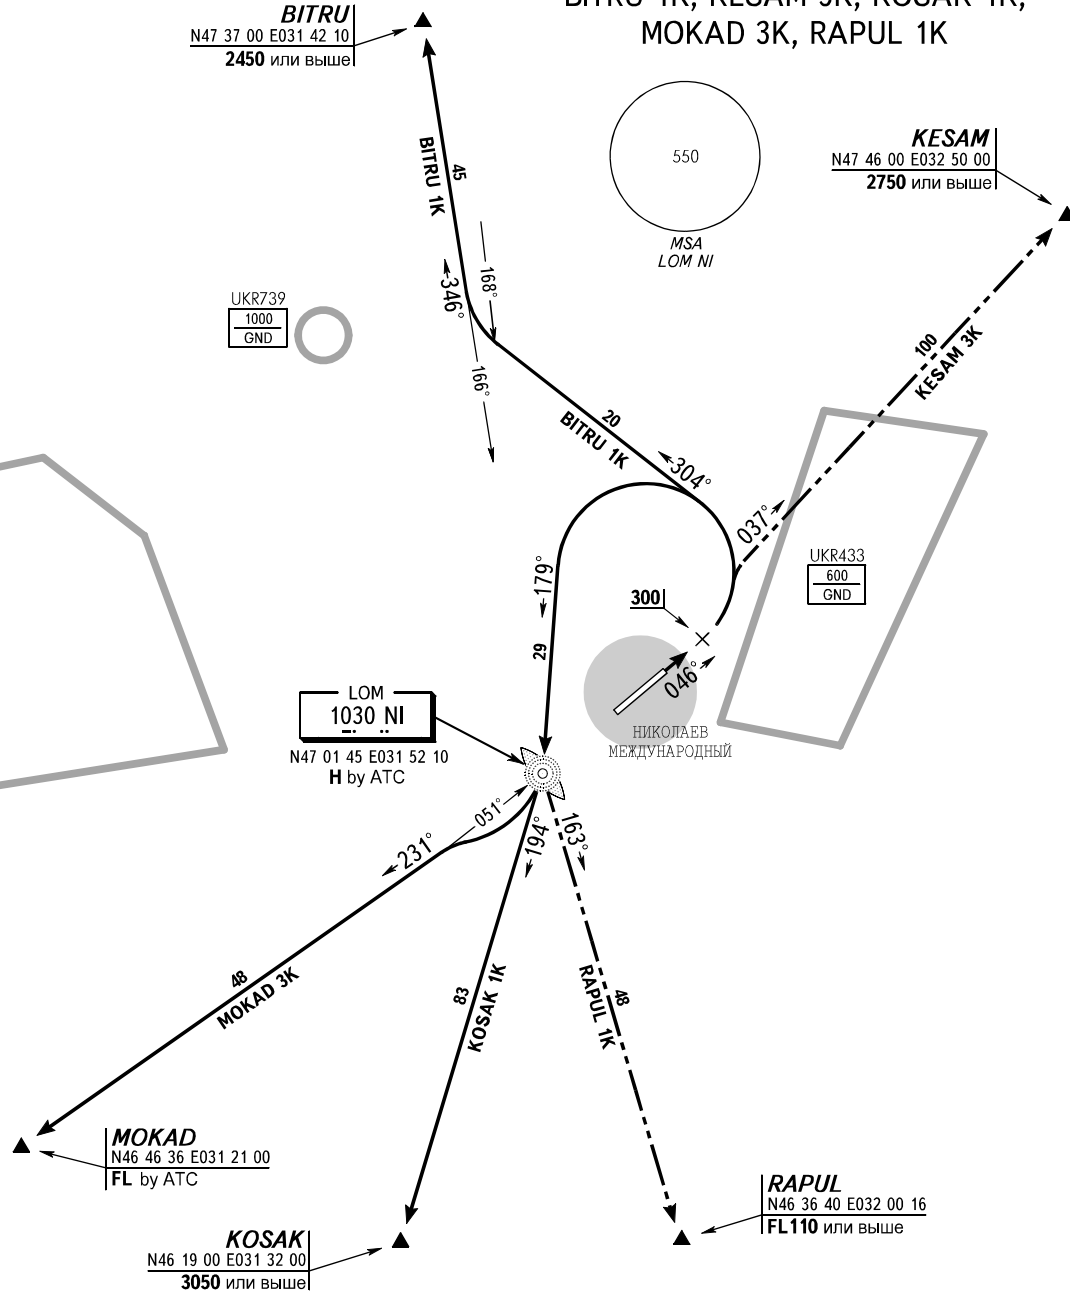 BITRU 1K, KESAM 3K, KOSAK 1K,
MOKAD 3K, RAPUL 1K
BITRU
N47 37 00 E031 42 10
2450 или выше
550
MSA
LOM NI
KESAM
N47 46 00 E032 50 00
2750 или выше
45
BITRU 1K
168°
346°
166°
UKR739
1000
GND
100
KESAM 3K
20
BITRU 1K
304°
037°
179°
29
UKR433
600
GND
300
046°
НИКОЛАЕВ
МЕЖДУНАРОДНЫЙ
LOM
1030 NI
N47 01 45 E031 52 10
H by ATC
051°
231°
194°
163°
48
MOKAD 3K
83
KOSAK 1K
48
RAPUL 1K
MOKAD
N46 46 36 E031 21 00
FL by ATC
RAPUL
N46 36 40 E032 00 16
FL110 или выше
KOSAK
N46 19 00 E031 32 00
3050 или выше